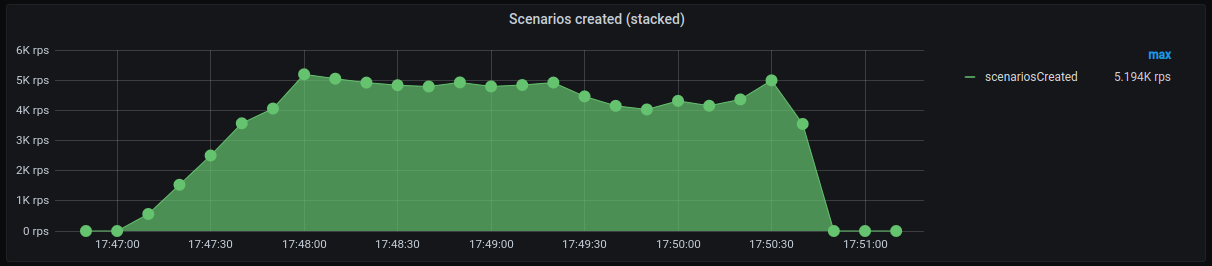 Scenarios created (stacked)
6K rps
5K rps
4K rps
3K rps
2K rps
1K rps
0 rps
17:47:00 17:47:30 17:48:00 17:48:30 17:49:00 17:49:30 17:50:00 17:50:30 17:51:00
max
scenariosCreated 5.194K rps